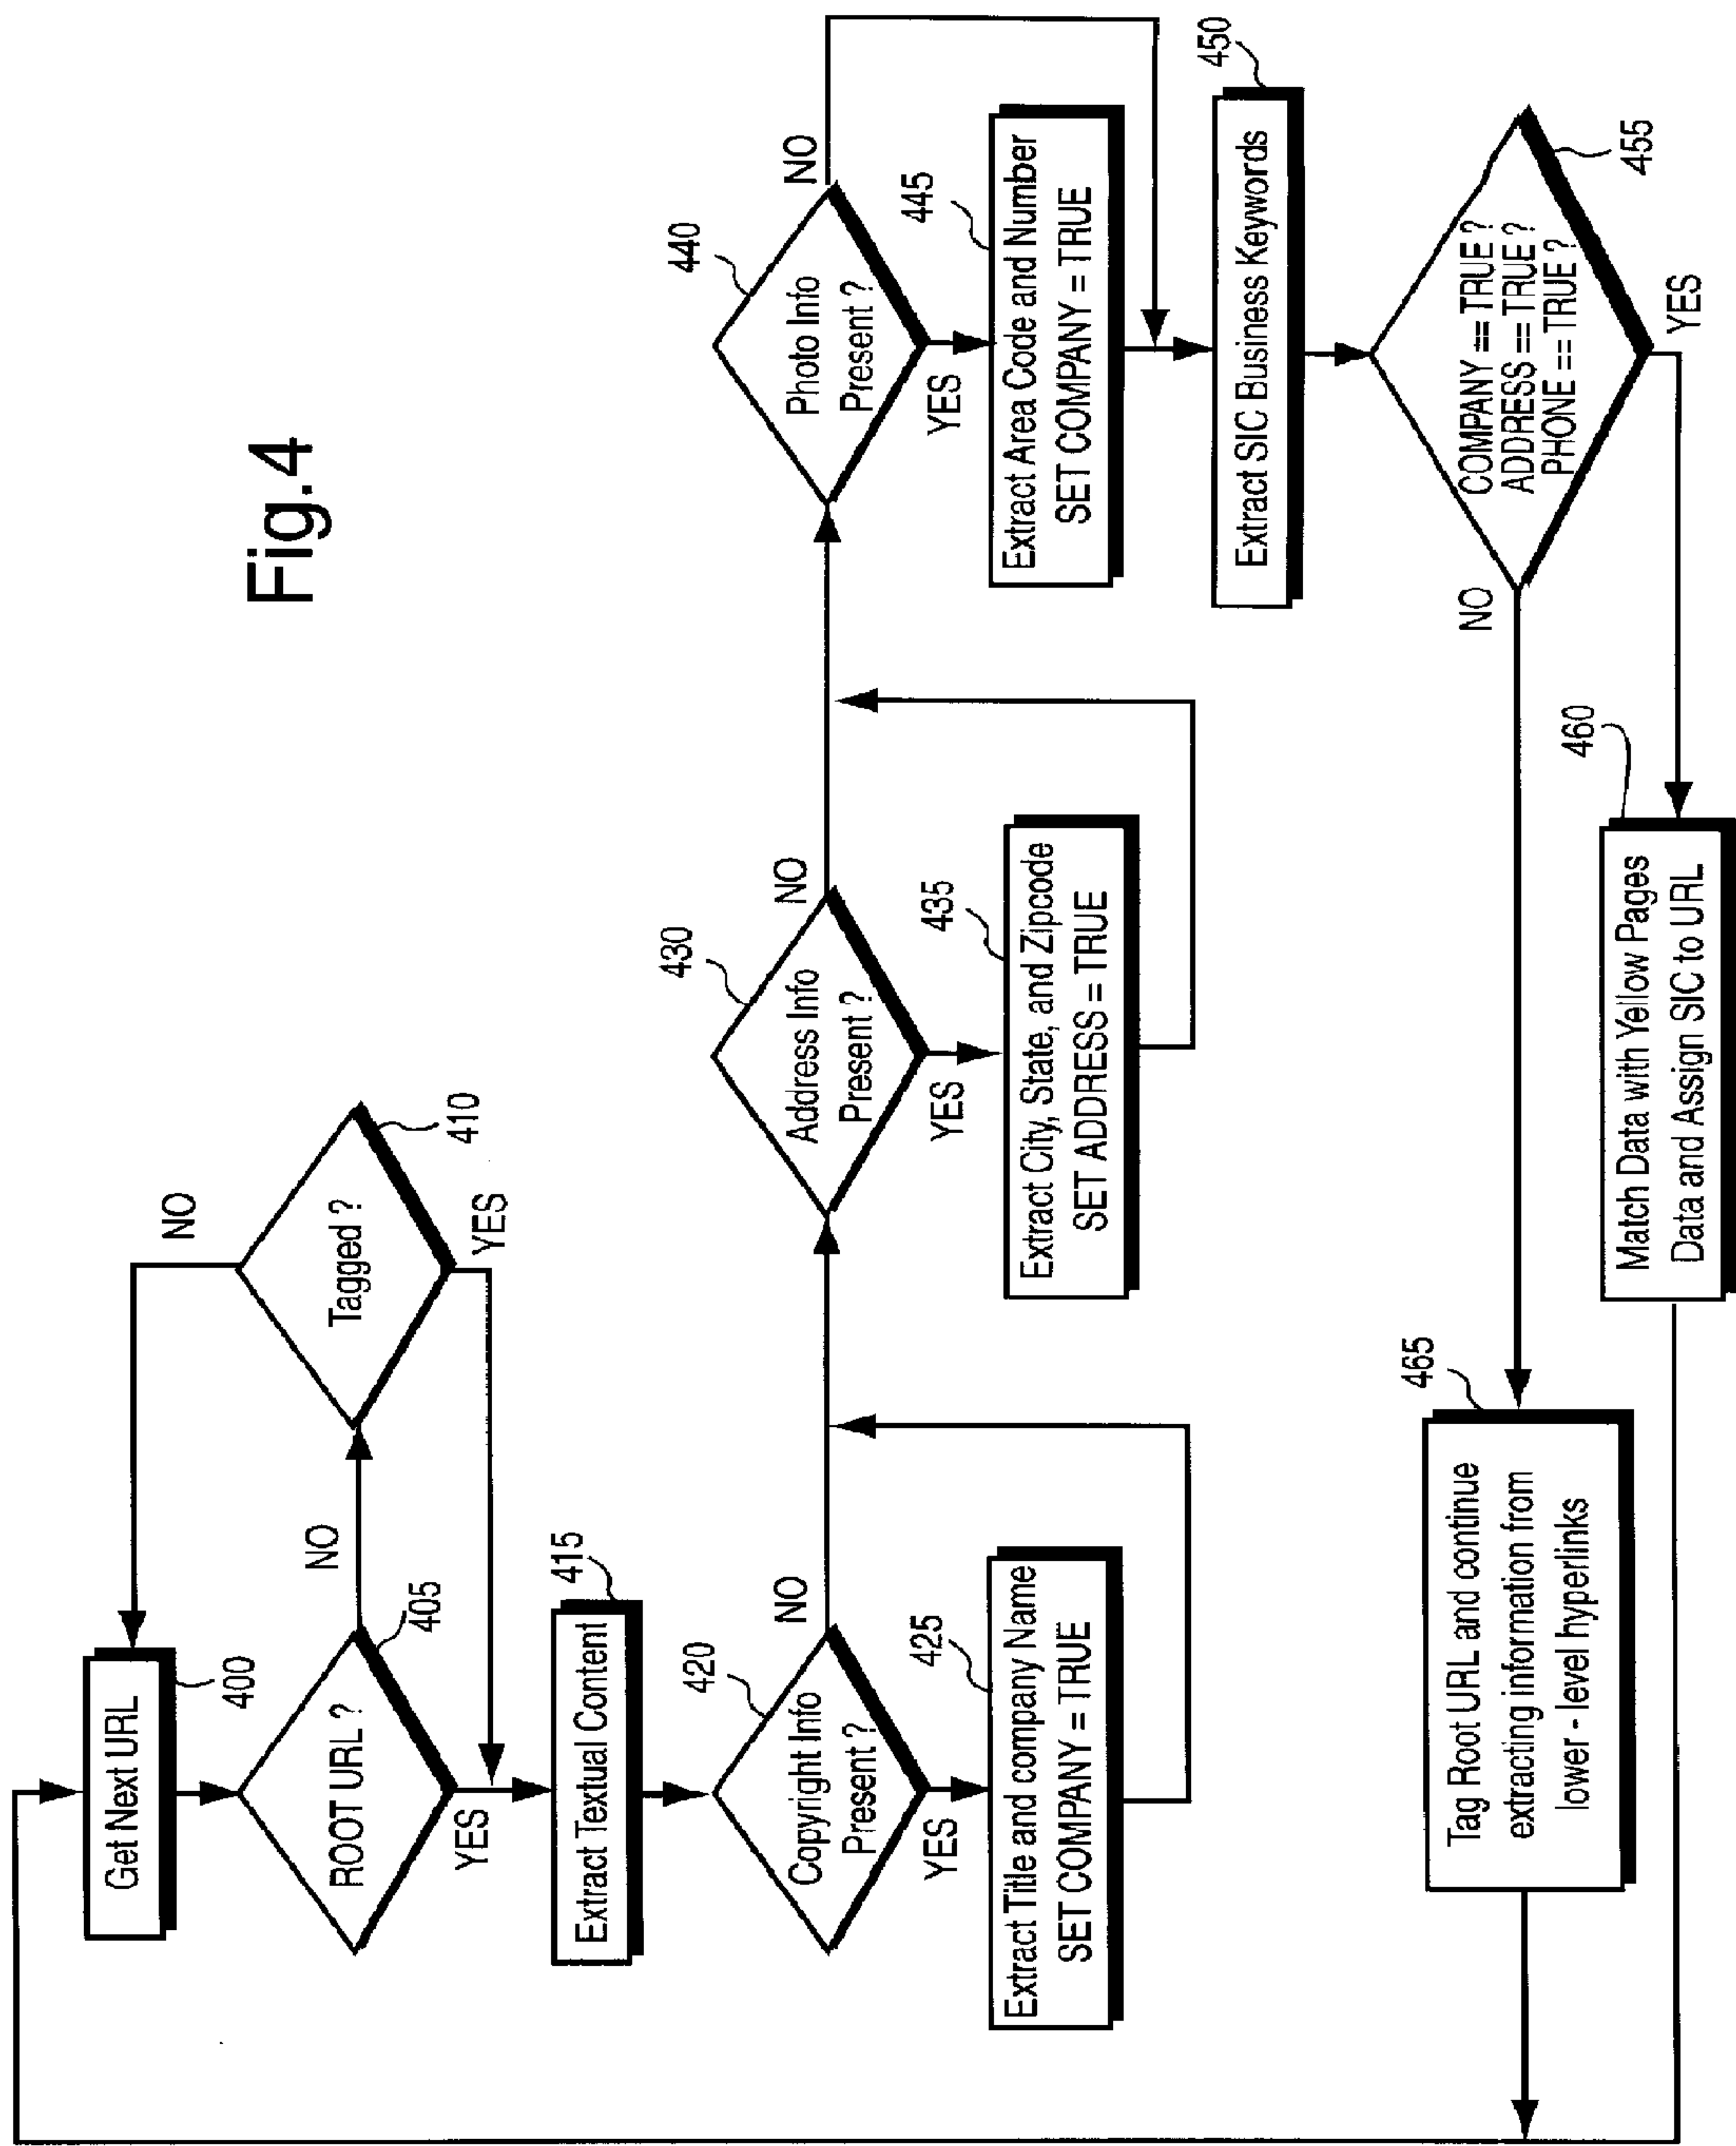 Fig.4
Get Next URL
400
ROOT URL ?
405
NO
YES
Tagged ?
410
NO
YES
Extract Textual Content
415
Copyright Info
Present ?
420
NO
YES
Extract Title and company Name
SET COMPANY = TRUE
425
Address Info
Present ?
430
NO
YES
Extract City, State, and Zipcode
SET ADDRESS = TRUE
435
Photo Info
Present ?
440
NO
YES
Extract Area Code and Number
SET COMPANY = TRUE
445
Extract SIC Business Keywords
450
COMPANY == TRUE ?
ADDRESS == TRUE ?
PHONE == TRUE ?
455
NO
YES
Match Data with Yellow Pages
Data and Assign SIC to URL
460
Tag Root URL and continue
extracting information from
lower - level hyperlinks
465